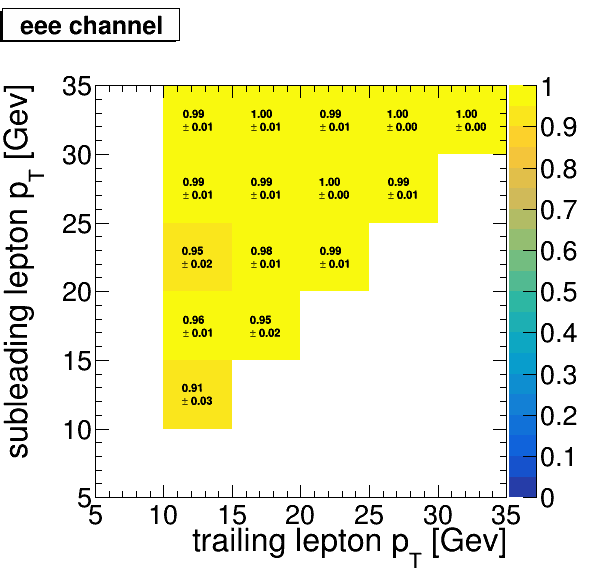 eee channel
subleading lepton p_T [Gev]
35
30
25
20
15
10
5
0.99 1.00 0.99 1.00 1.00
± 0.01 ± 0.01 ± 0.01 ± 0.00 ± 0.00
0.99 0.99 1.00 0.99
± 0.01 ± 0.01 ± 0.00 ± 0.01
0.95 0.98 0.99
± 0.02 ± 0.01 ± 0.01
0.96 0.95
± 0.01 ± 0.02
0.91
± 0.03
5 10 15 20 25 30 35
trailing lepton p_T [Gev]
1
0.9
0.8
0.7
0.6
0.5
0.4
0.3
0.2
0.1
0